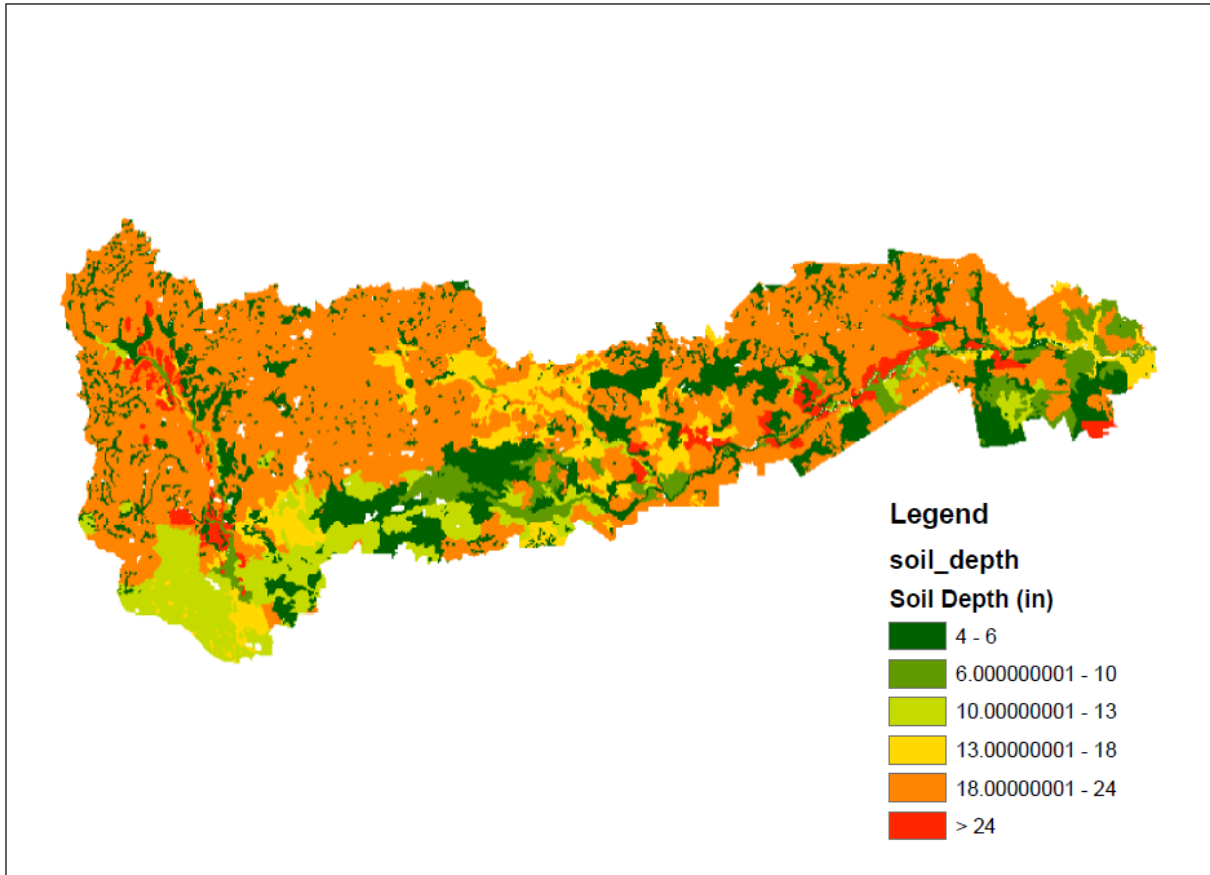 Legend
soil_depth
Soil Depth (in)
4 - 6
6.000000001 - 10
10.00000001 - 13
13.00000001 - 18
18.00000001 - 24
> 24